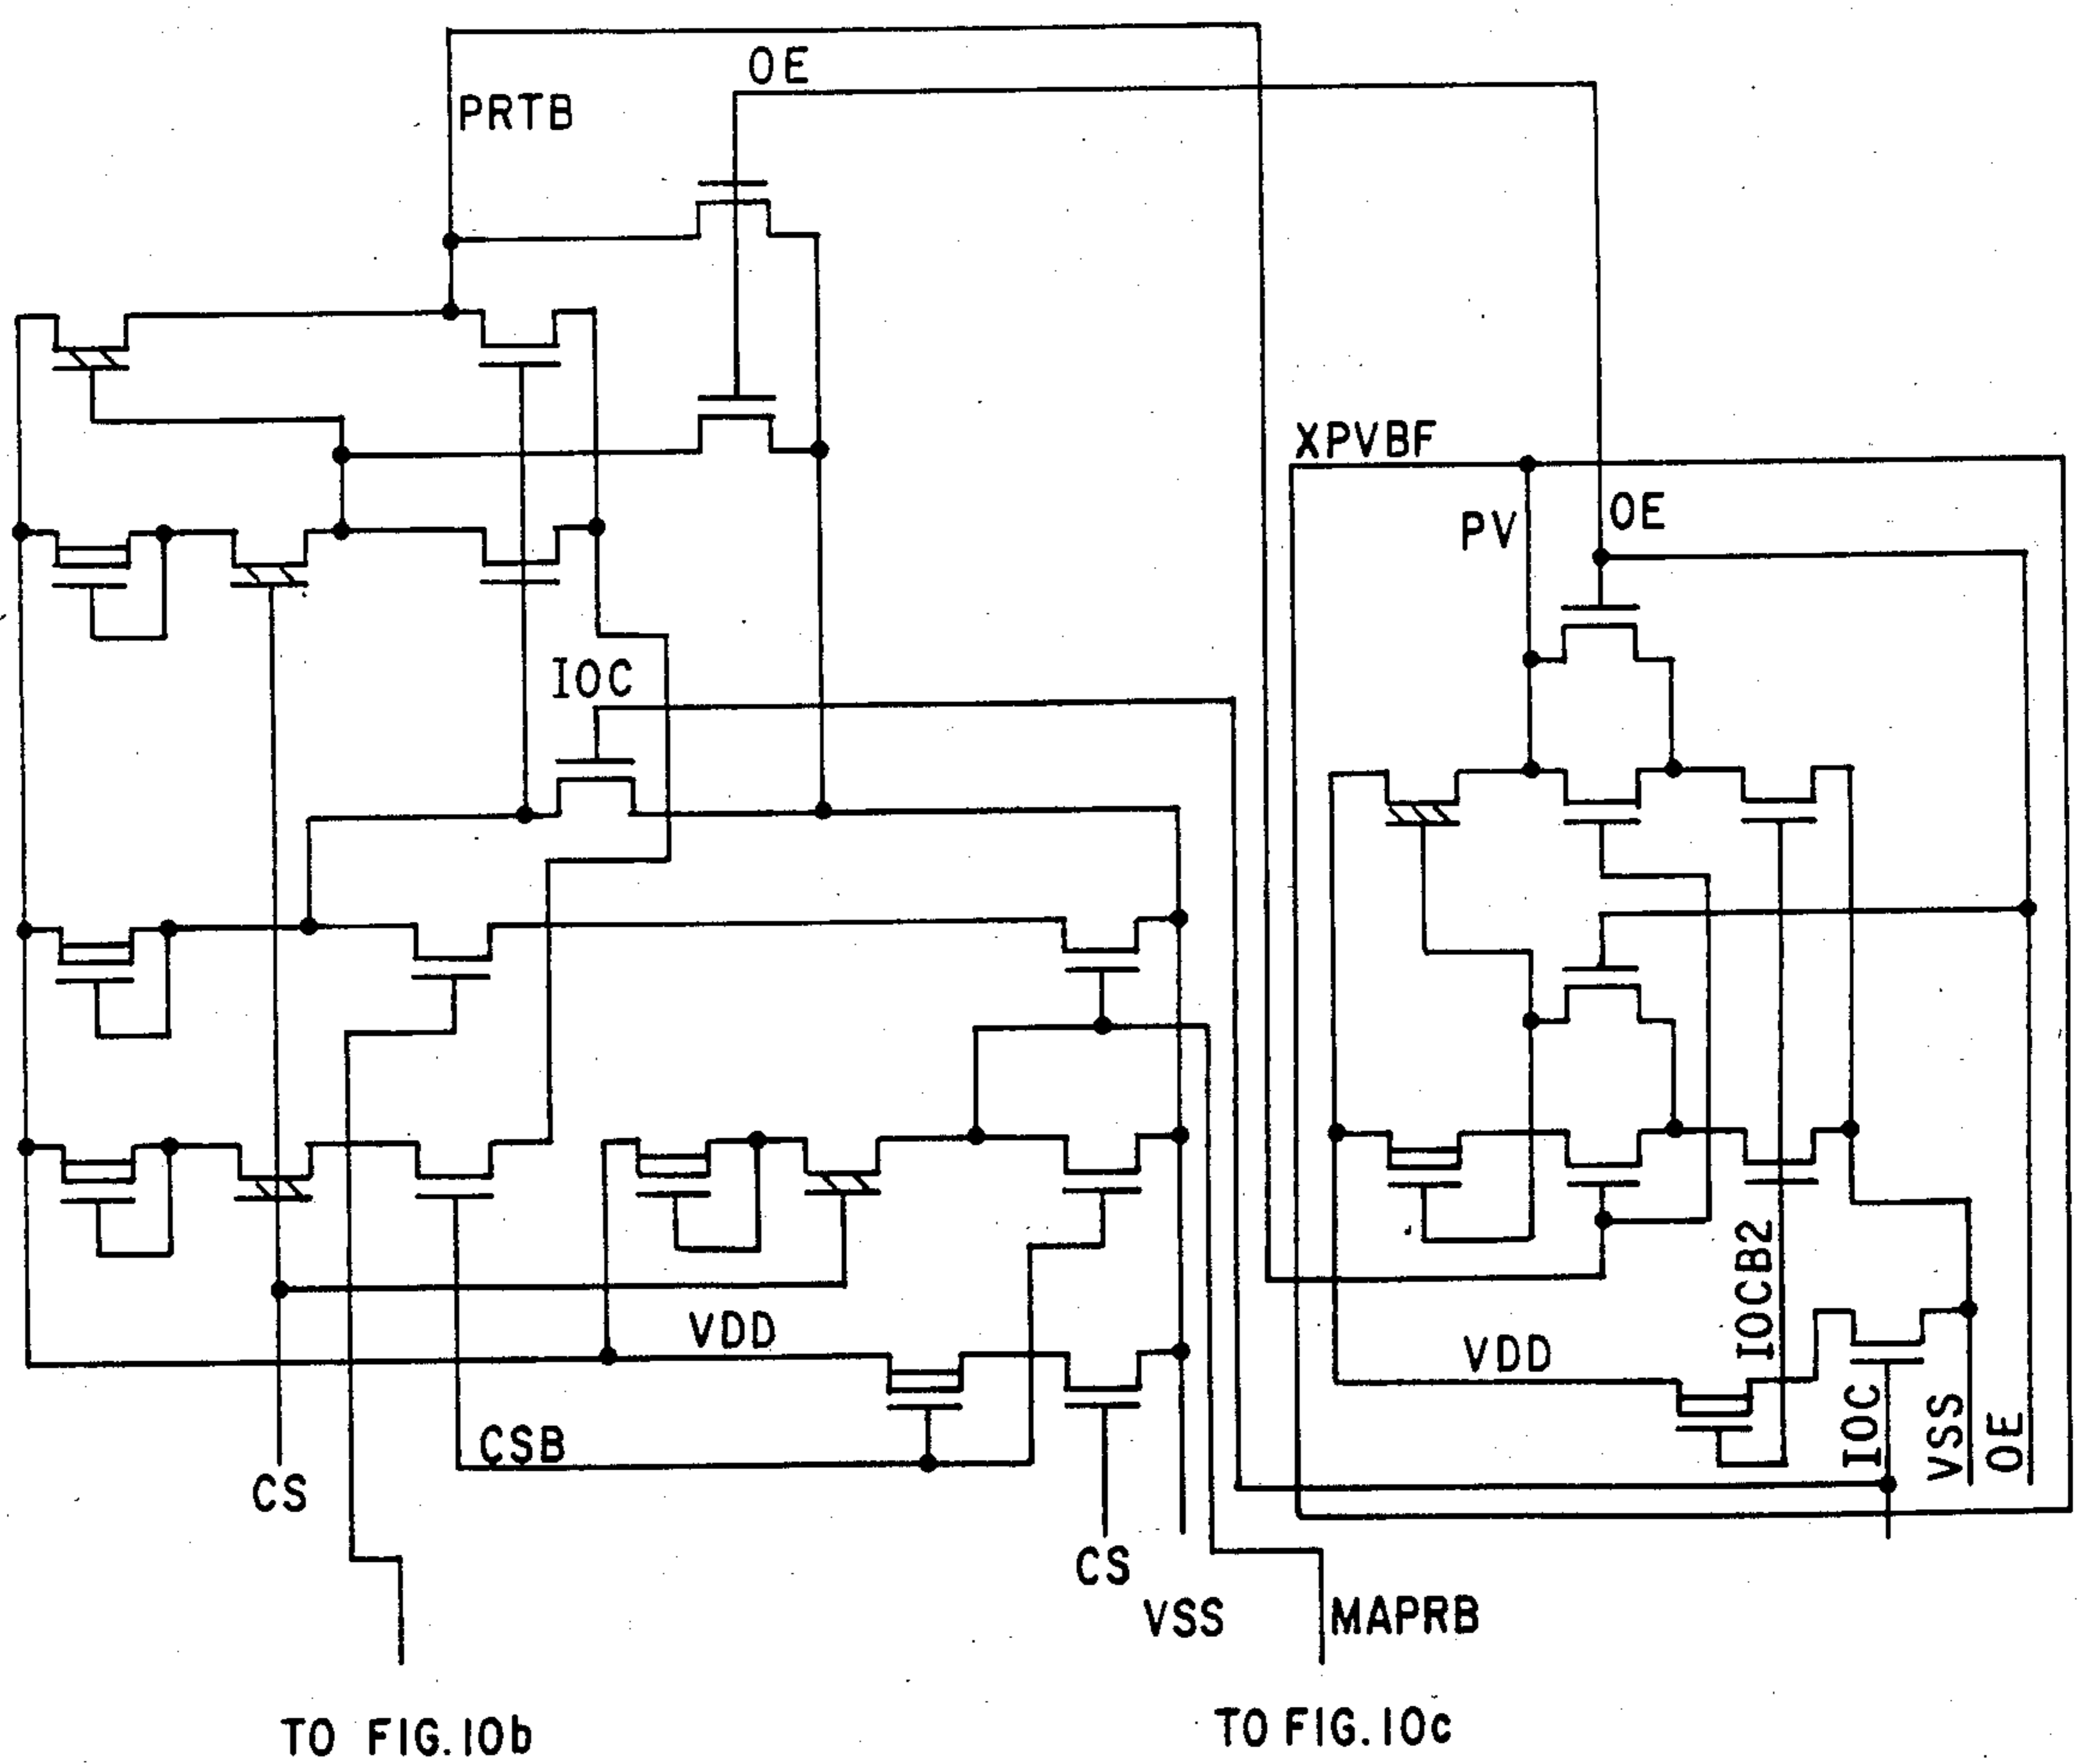 OE
PRTB
XPVBF
PV
OE
IOC
IOCB2
VDD
VDD
IOC
VSS
OE
CSB
CS
CS
VSS
MAPRB
TO FIG.10b
TO FIG.10c